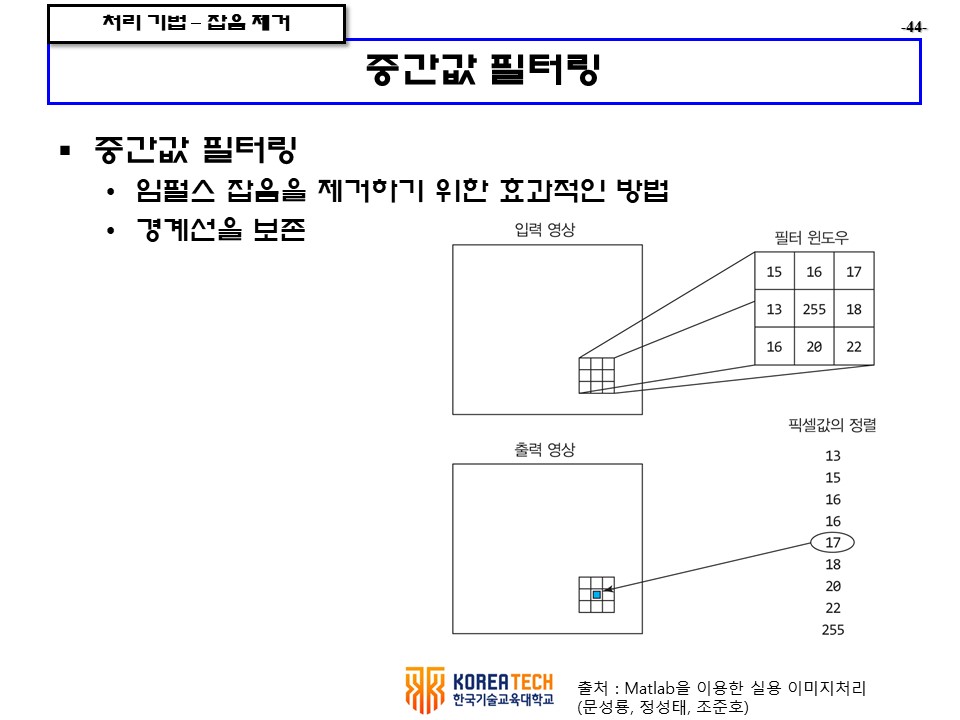 처리 기법 – 잡음 제거
-44-
중간값 필터링
▪ 중간값 필터링
• 임펄스 잡음을 제거하기 위한 효과적인 방법
• 경계선을 보존
입력 영상
필터 윈도우
15 16 17
13 255 18
16 20 22
픽셀값의 정렬
출력 영상
13
15
16
16
17
18
20
22
255
KOREATECH
한국기술교육대학교
출처 : Matlab을 이용한 실용 이미지처리
(문성룡, 정성태, 조준호)